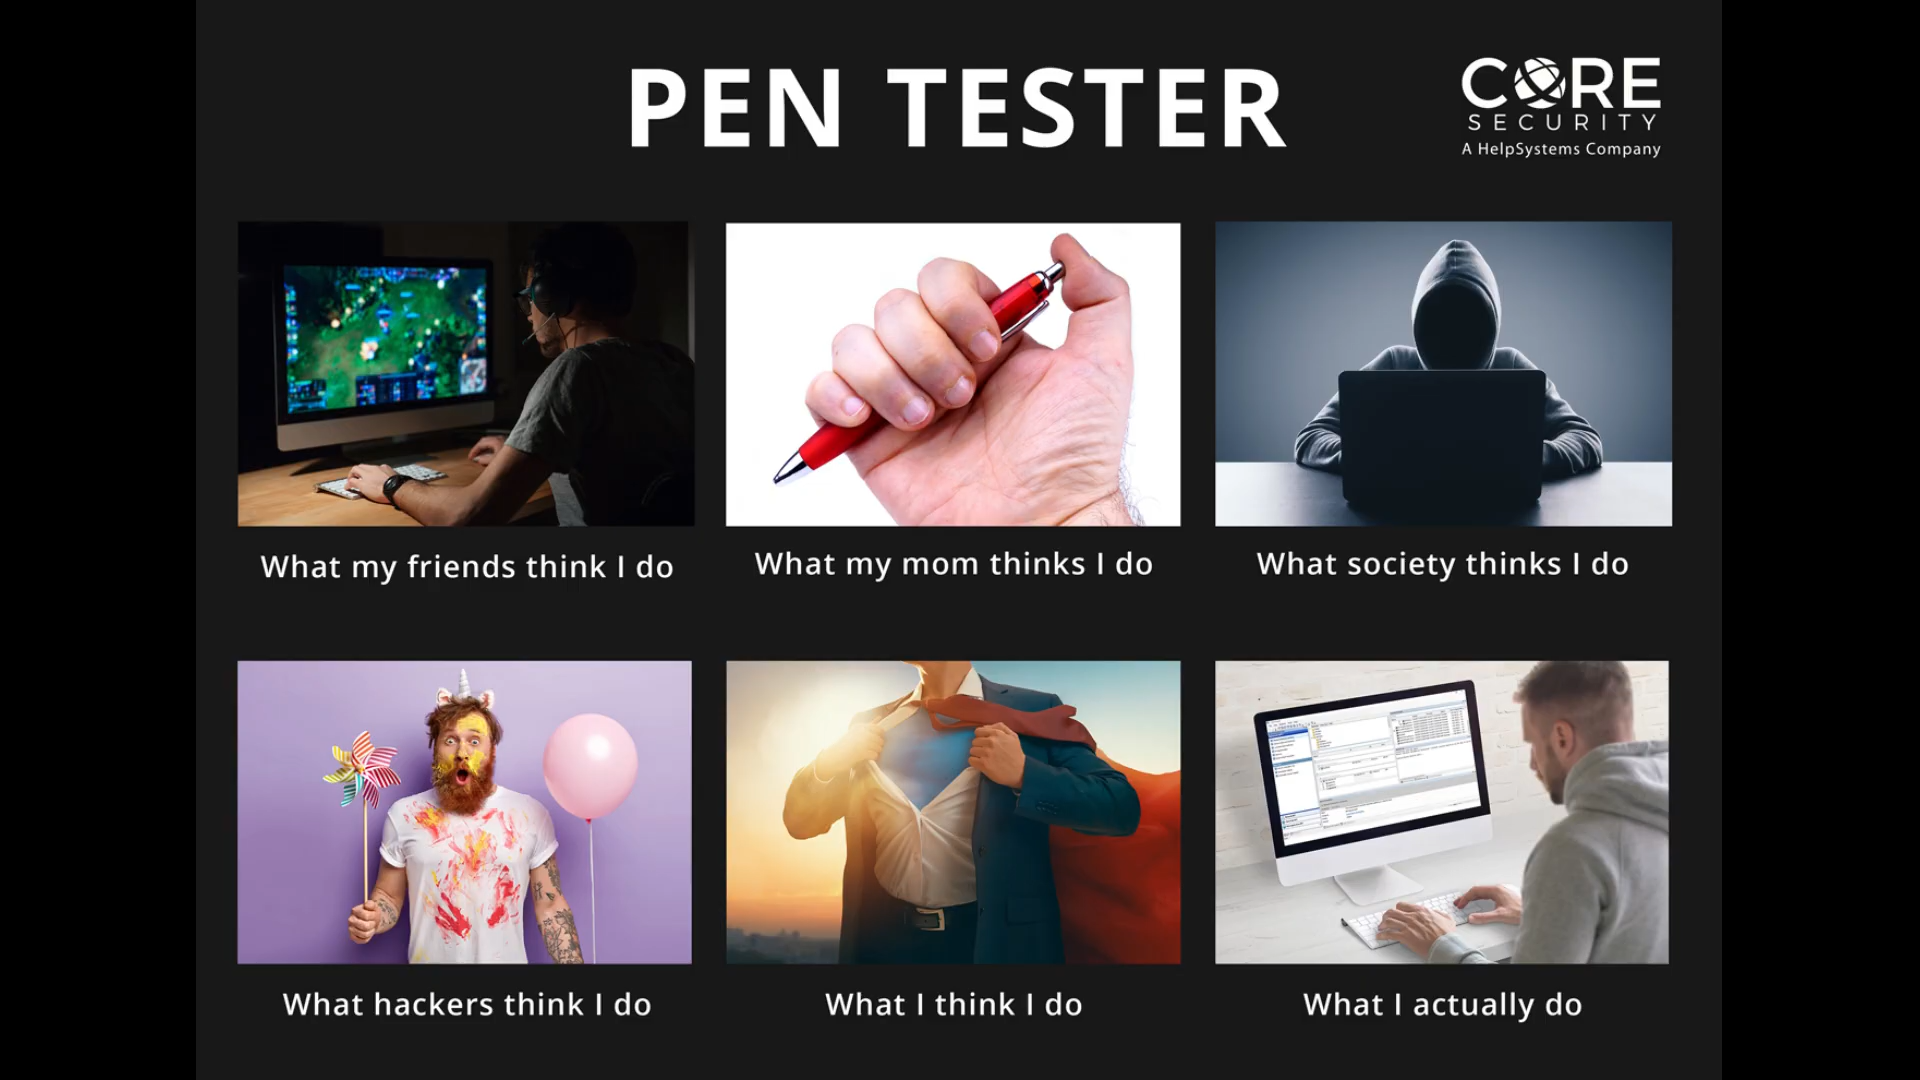 PEN TESTER
CORE
SECURITY
A HelpSystems Company
What my friends think I do
What my mom thinks I do
What society thinks I do
What hackers think I do
What I think I do
What I actually do